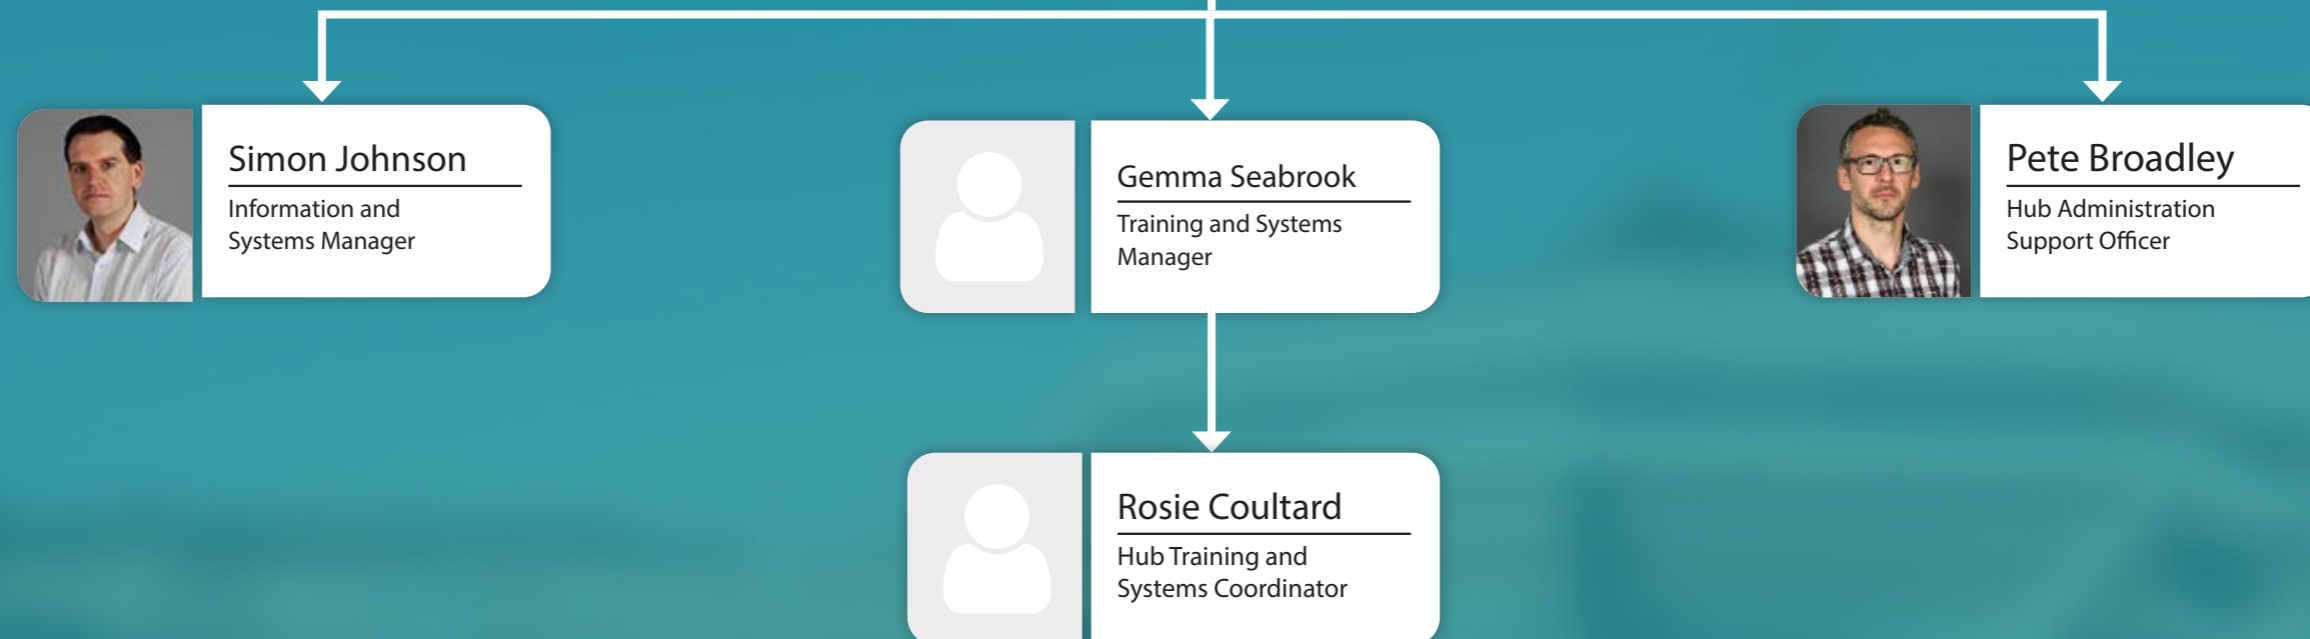 Simon Johnson
Information and
Systems Manager
Gemma Seabrook
Training and Systems
Manager
Pete Broadley
Hub Administration
Support Officer
Rosie Coultard
Hub Training and
Systems Coordinator